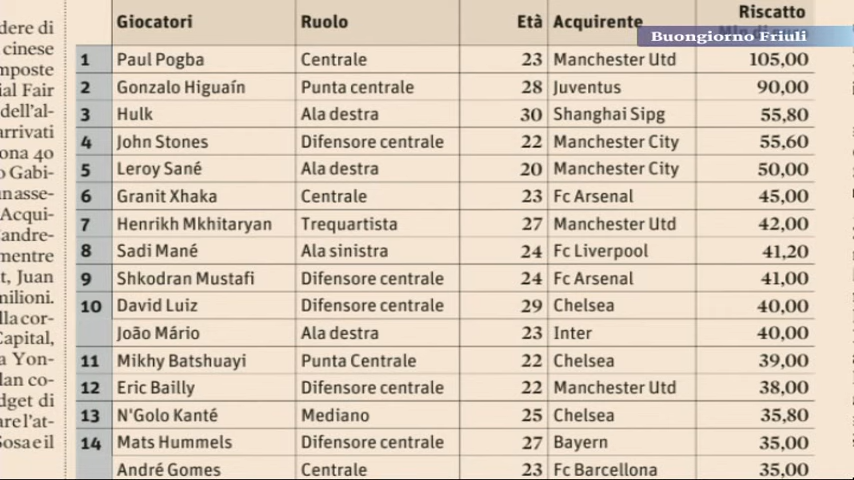 Giocatori Ruolo Età Acquirente Riscatto
Buongiorno Friuli
1 Paul Pogba Centrale 23 Manchester Utd 105,00
2 Gonzalo Higuaín Punta centrale 28 Juventus 90,00
3 Hulk Ala destra 30 Shanghai Sipg 55,80
4 John Stones Difensore centrale 22 Manchester City 55,60
5 Leroy Sané Ala destra 20 Manchester City 50,00
6 Granit Xhaka Centrale 23 Fc Arsenal 45,00
7 Henrikh Mkhitaryan Trequartista 27 Manchester Utd 42,00
8 Sadi Mané Ala sinistra 24 Fc Liverpool 41,20
9 Shkodran Mustafi Difensore centrale 24 Fc Arsenal 41,00
10 David Luiz Difensore centrale 29 Chelsea 40,00
João Mário Ala destra 23 Inter 40,00
11 Mikhy Batshuayi Punta Centrale 22 Chelsea 39,00
12 Eric Bailly Difensore centrale 22 Manchester Utd 38,00
13 N'Golo Kanté Mediano 25 Chelsea 35,80
14 Mats Hummels Difensore centrale 27 Bayern 35,00
André Gomes Centrale 23 Fc Barcellona 35,00
dere di
cinese
mposte
ial Fair
dell'al-
arrivati
ona 40
o Gabi-
un asse-
Acqui-
'andre-
mentre
t, Juan
milioni.
lla cor-
Capital,
a Yon-
lan co-
dget di
are l'at-
Sosa e il